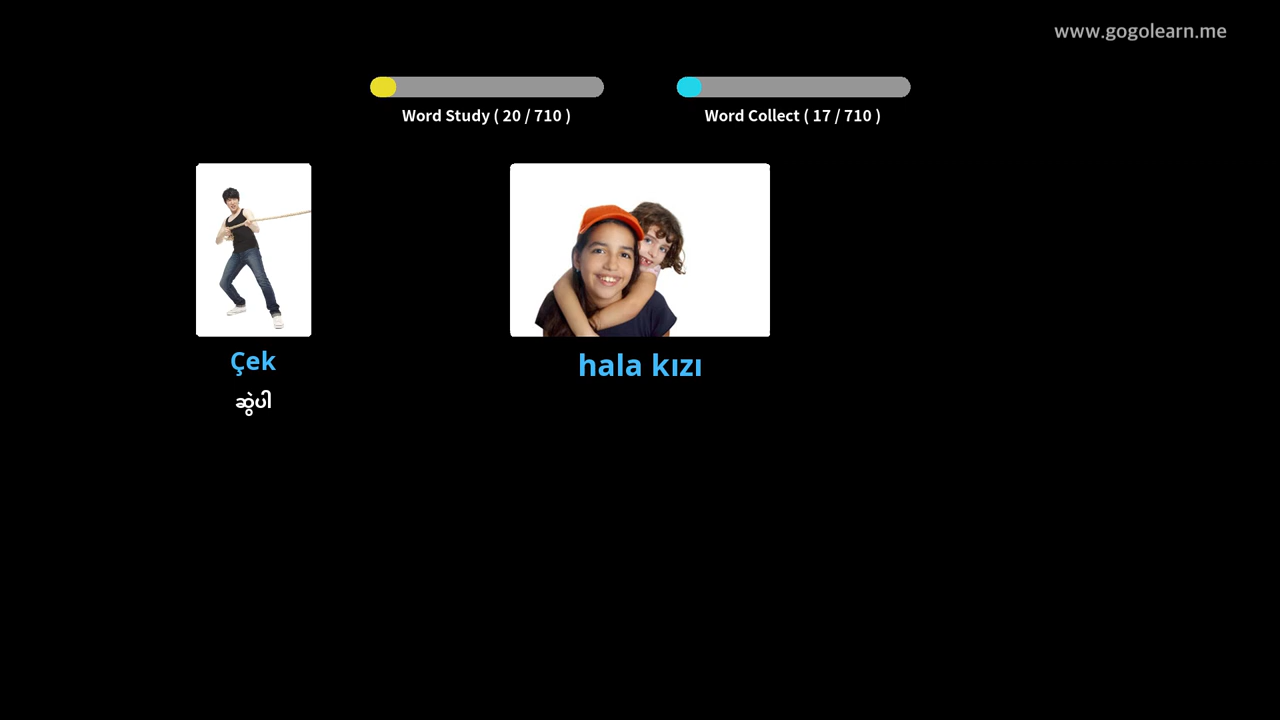 www.gogolearn.me
Word Study ( 20 / 710 )
Word Collect ( 17 / 710 )
Çek
ဆွဲပါ
hala kızı